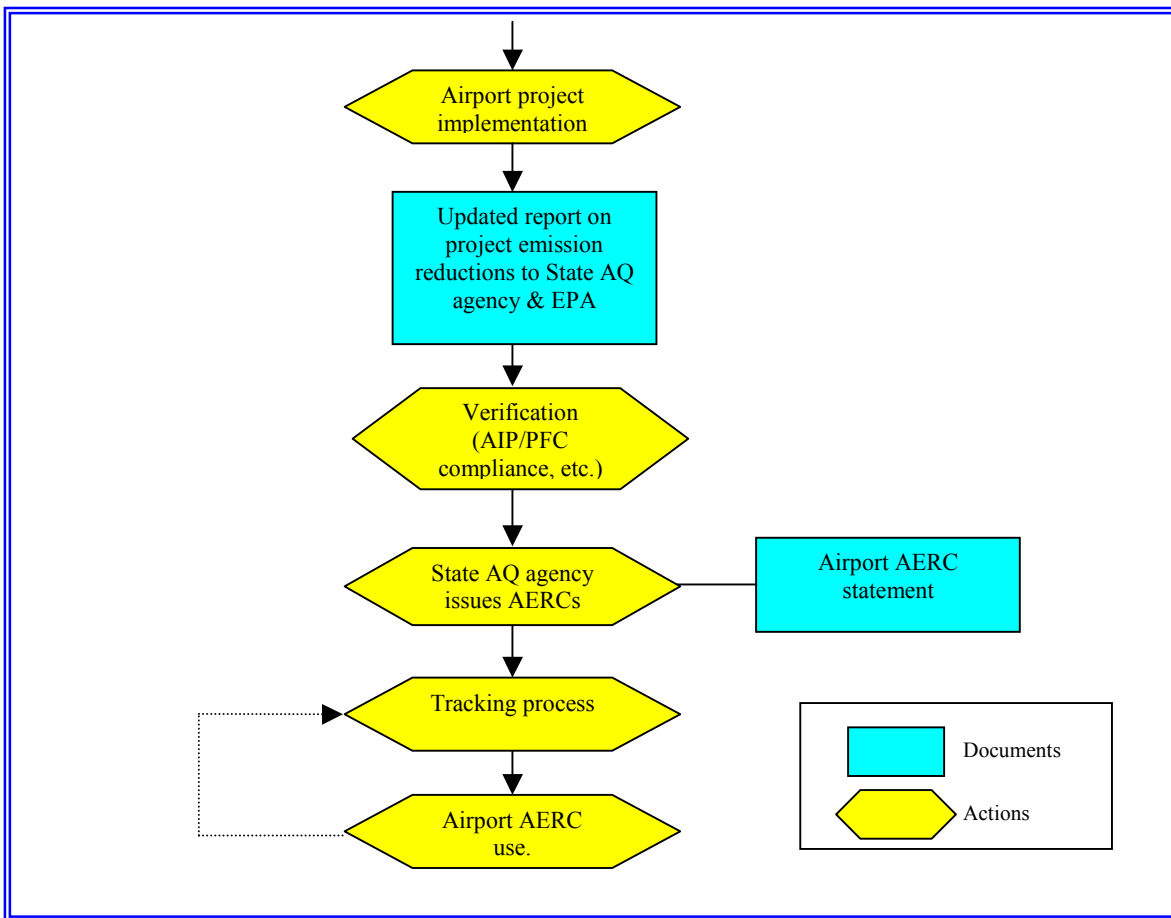 Airport project
implementation
Updated report on
project emission
reductions to State AQ
agency & EPA
Verification
(AIP/PFC
compliance, etc.)
State AQ agency
issues AERCs
Airport AERC
statement
Tracking process
Airport AERC
use.
Documents
Actions